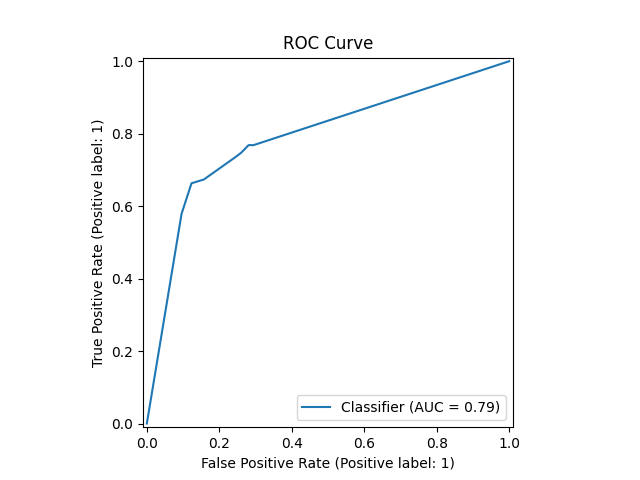 ROC Curve
1.0
0.8
0.6
0.4
0.2
0.0
True Positive Rate (Positive label: 1)
Classifier (AUC = 0.79)
0.0 0.2 0.4 0.6 0.8 1.0
False Positive Rate (Positive label: 1)